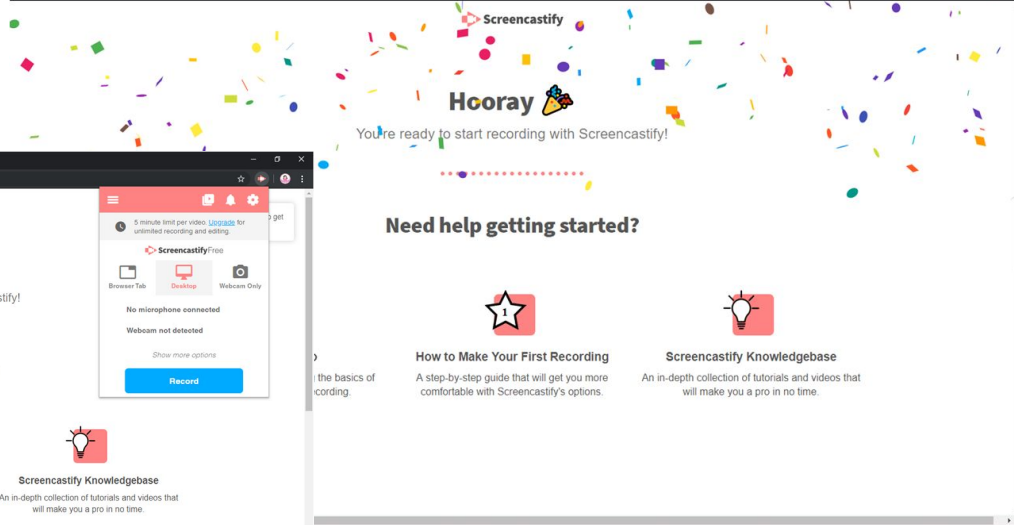 Screencastify
Hooray
You're ready to start recording with Screencastify!
Need help getting started?
1
How to Make Your First Recording
A step-by-step guide that will get you more
comfortable with Screencastify's options.
Screencastify Knowledgebase
An in-depth collection of tutorials and videos that
will make you a pro in no time.
the basics of
get
5 minute limit per video. Upgrade for
unlimited recording and editing.
ScreencastifyFree
Browser Tab
Desktop
Webcam Only
No microphone connected
Webcam not detected
Show more options
Record
Screencastify Knowledgebase
An in-depth collection of tutorials and videos that
will make you a pro in no time.